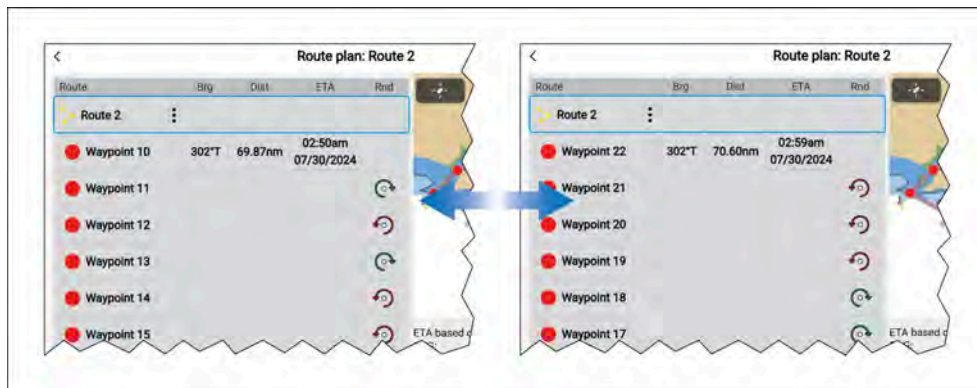 Route plan: Route 2
Route Brg Dist ETA Rnd
Route 2
Waypoint 10 302°T 69.87nm 02:50am 07/30/2024
Waypoint 11
Waypoint 12
Waypoint 13
Waypoint 14
Waypoint 15
ETA based
Route plan: Route 2
Route Brg Dist ETA Rnd
Route 2
Waypoint 22 302°T 70.60nm 02:59am 07/30/2024
Waypoint 21
Waypoint 20
Waypoint 19
Waypoint 18
Waypoint 17
ETA based